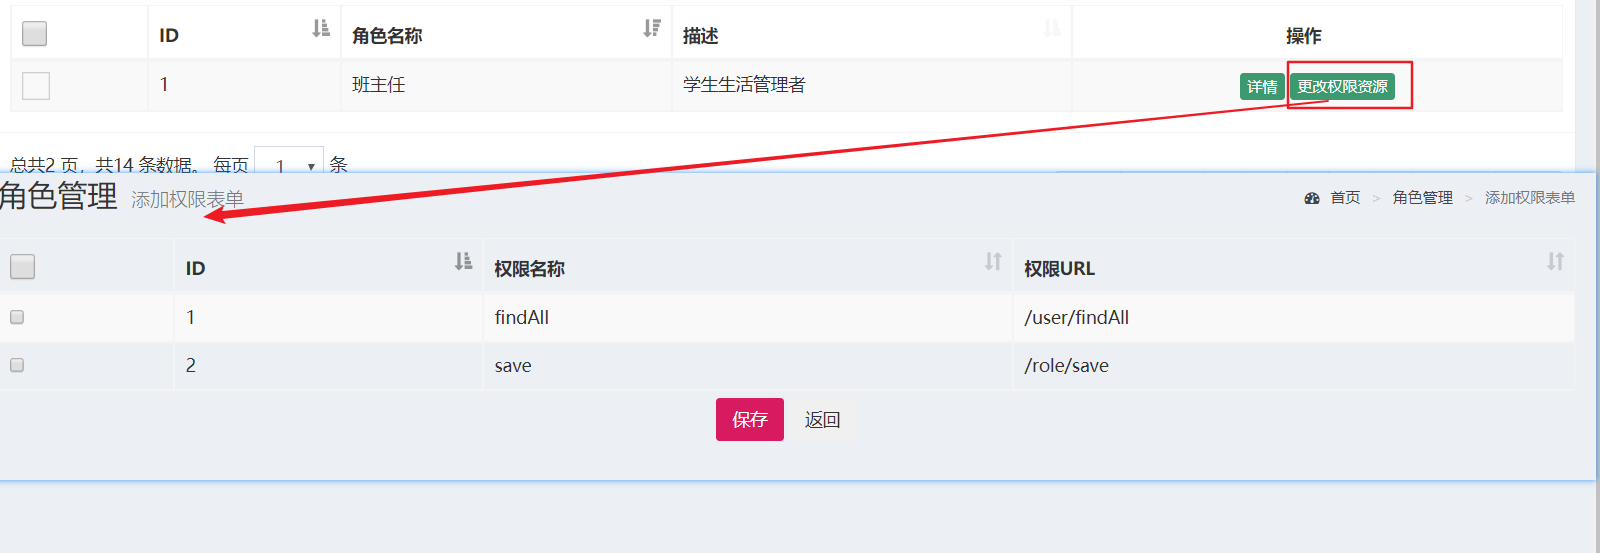 ID 角色名称 描述 操作
1 班主任 学生生活管理者 详情 更改权限资源
总共2 页，共14 条数据。 每页 1 条
角色管理 添加权限表单 首页 > 角色管理 > 添加权限表单
ID 权限名称 权限URL
1 findAll /user/findAll
2 save /role/save
保存 返回